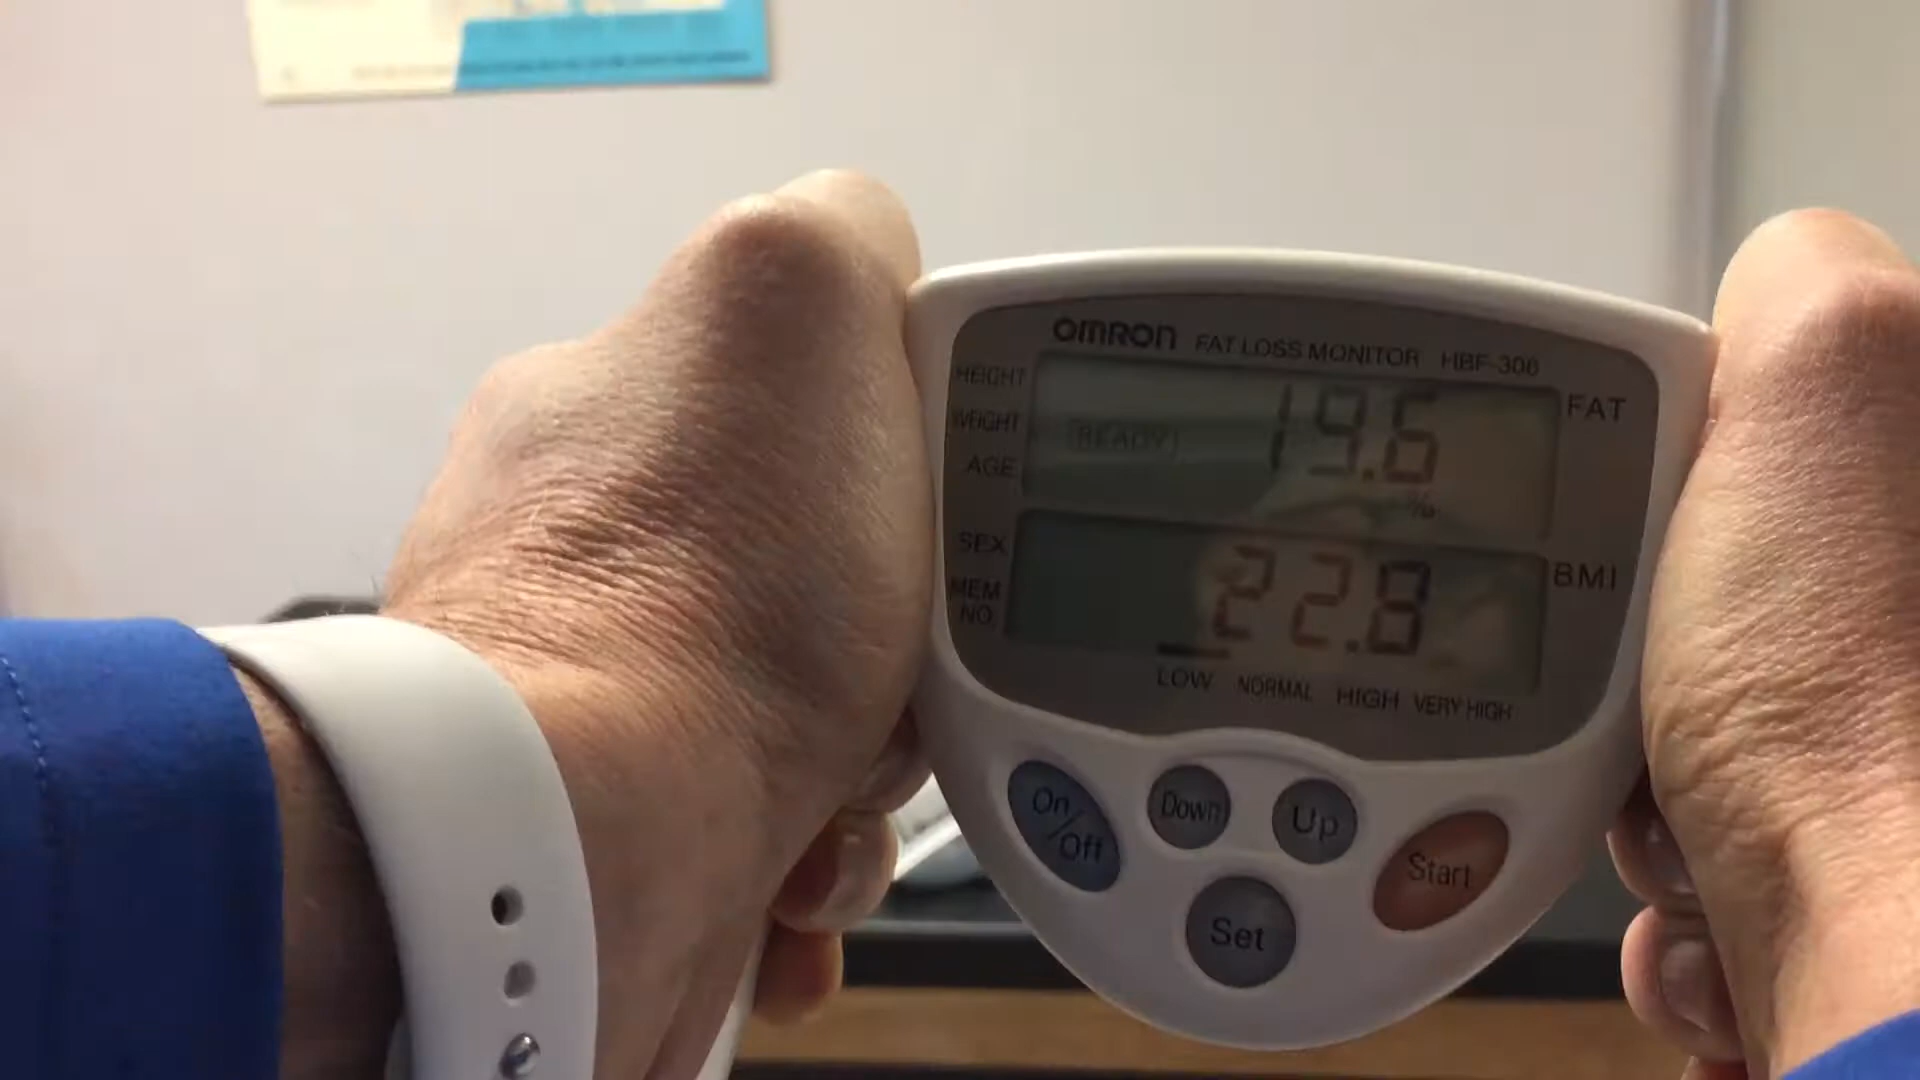 OMRON FAT LOSS MONITOR HBF-306
HEIGHT
WEIGHT
AGE
READY
19.6
%
FAT
SEX
MEM
NO.
22.8
BMI
LOW NORMAL HIGH VERY HIGH
On/Off
Down
Up
Start
Set